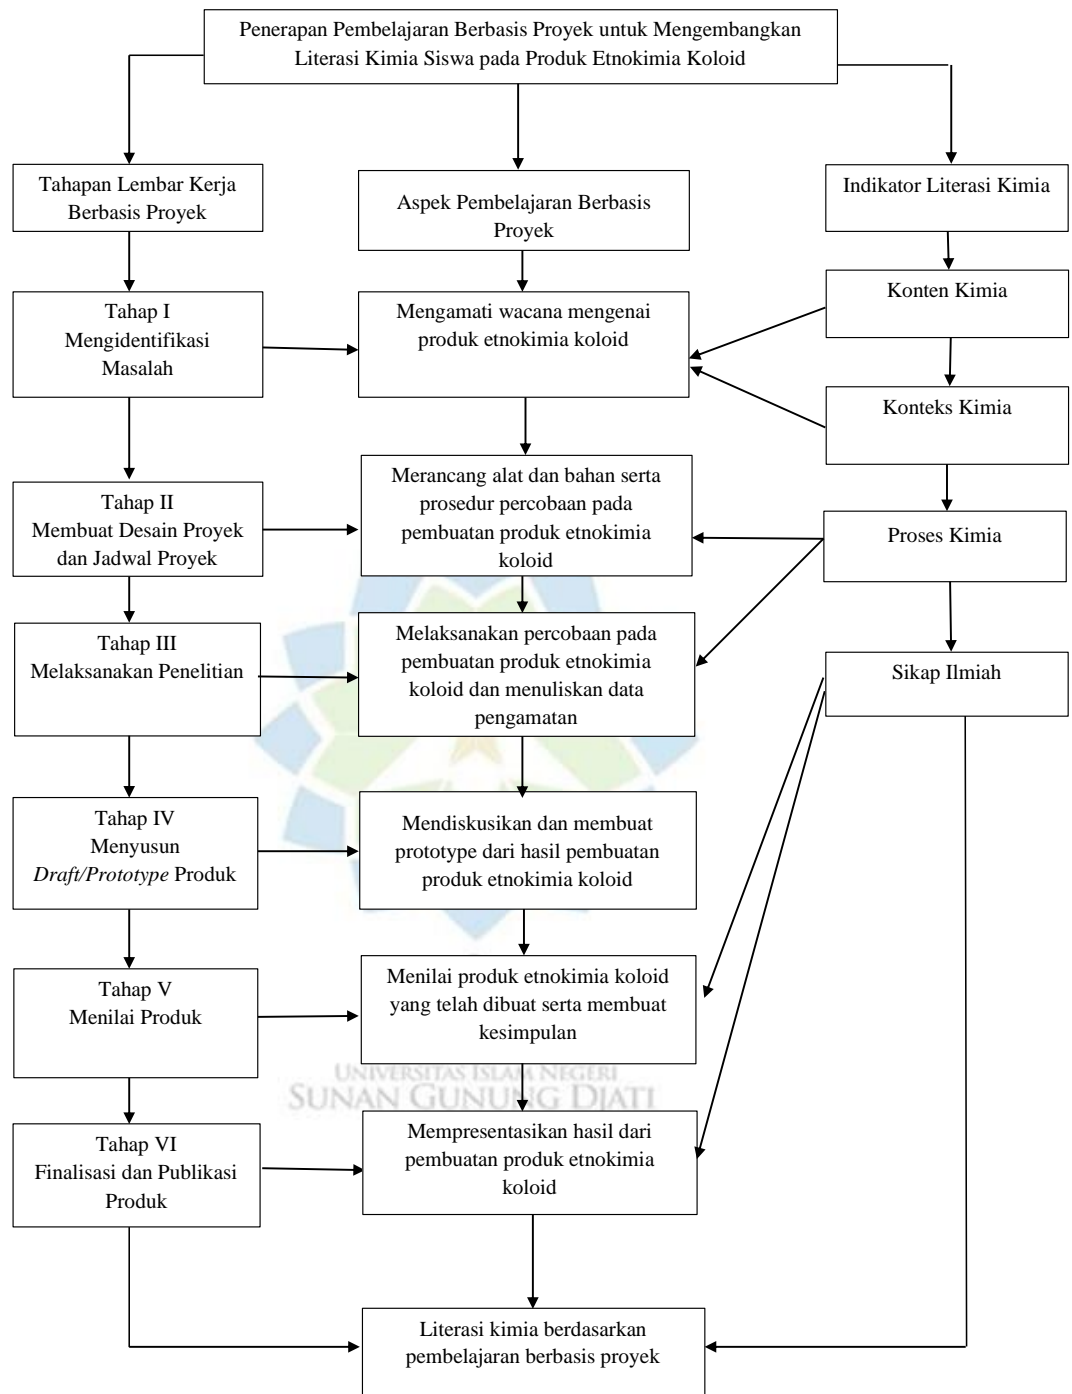 Penerapan Pembelajaran Berbasis Proyek untuk Mengembangkan
Literasi Kimia Siswa pada Produk Etnokimia Koloid
Tahapan Lembar Kerja
Berbasis Proyek
Aspek Pembelajaran Berbasis
Proyek
Indikator Literasi Kimia
Tahap I
Mengidentifikasi
Masalah
Mengamati wacana mengenai
produk etnokimia koloid
Konten Kimia
Konteks Kimia
Tahap II
Membuat Desain Proyek
dan Jadwal Proyek
Merancang alat dan bahan serta
prosedur percobaan pada
pembuatan produk etnokimia
koloid
Proses Kimia
Tahap III
Melaksanakan Penelitian
Melaksanakan percobaan pada
pembuatan produk etnokimia
koloid dan menuliskan data
pengamatan
Sikap Ilmiah
Tahap IV
Menyusun
Draft/Prototype Produk
Mendiskusikan dan membuat
prototype dari hasil pembuatan
produk etnokimia koloid
Tahap V
Menilai Produk
Menilai produk etnokimia koloid
yang telah dibuat serta membuat
kesimpulan
UNIVERSITAS ISLAM NEGERI
SUNAN GUNUNG DJATI
Tahap VI
Finalisasi dan Publikasi
Produk
Mempresentasikan hasil dari
pembuatan produk etnokimia
koloid
Literasi kimia berdasarkan
pembelajaran berbasis proyek